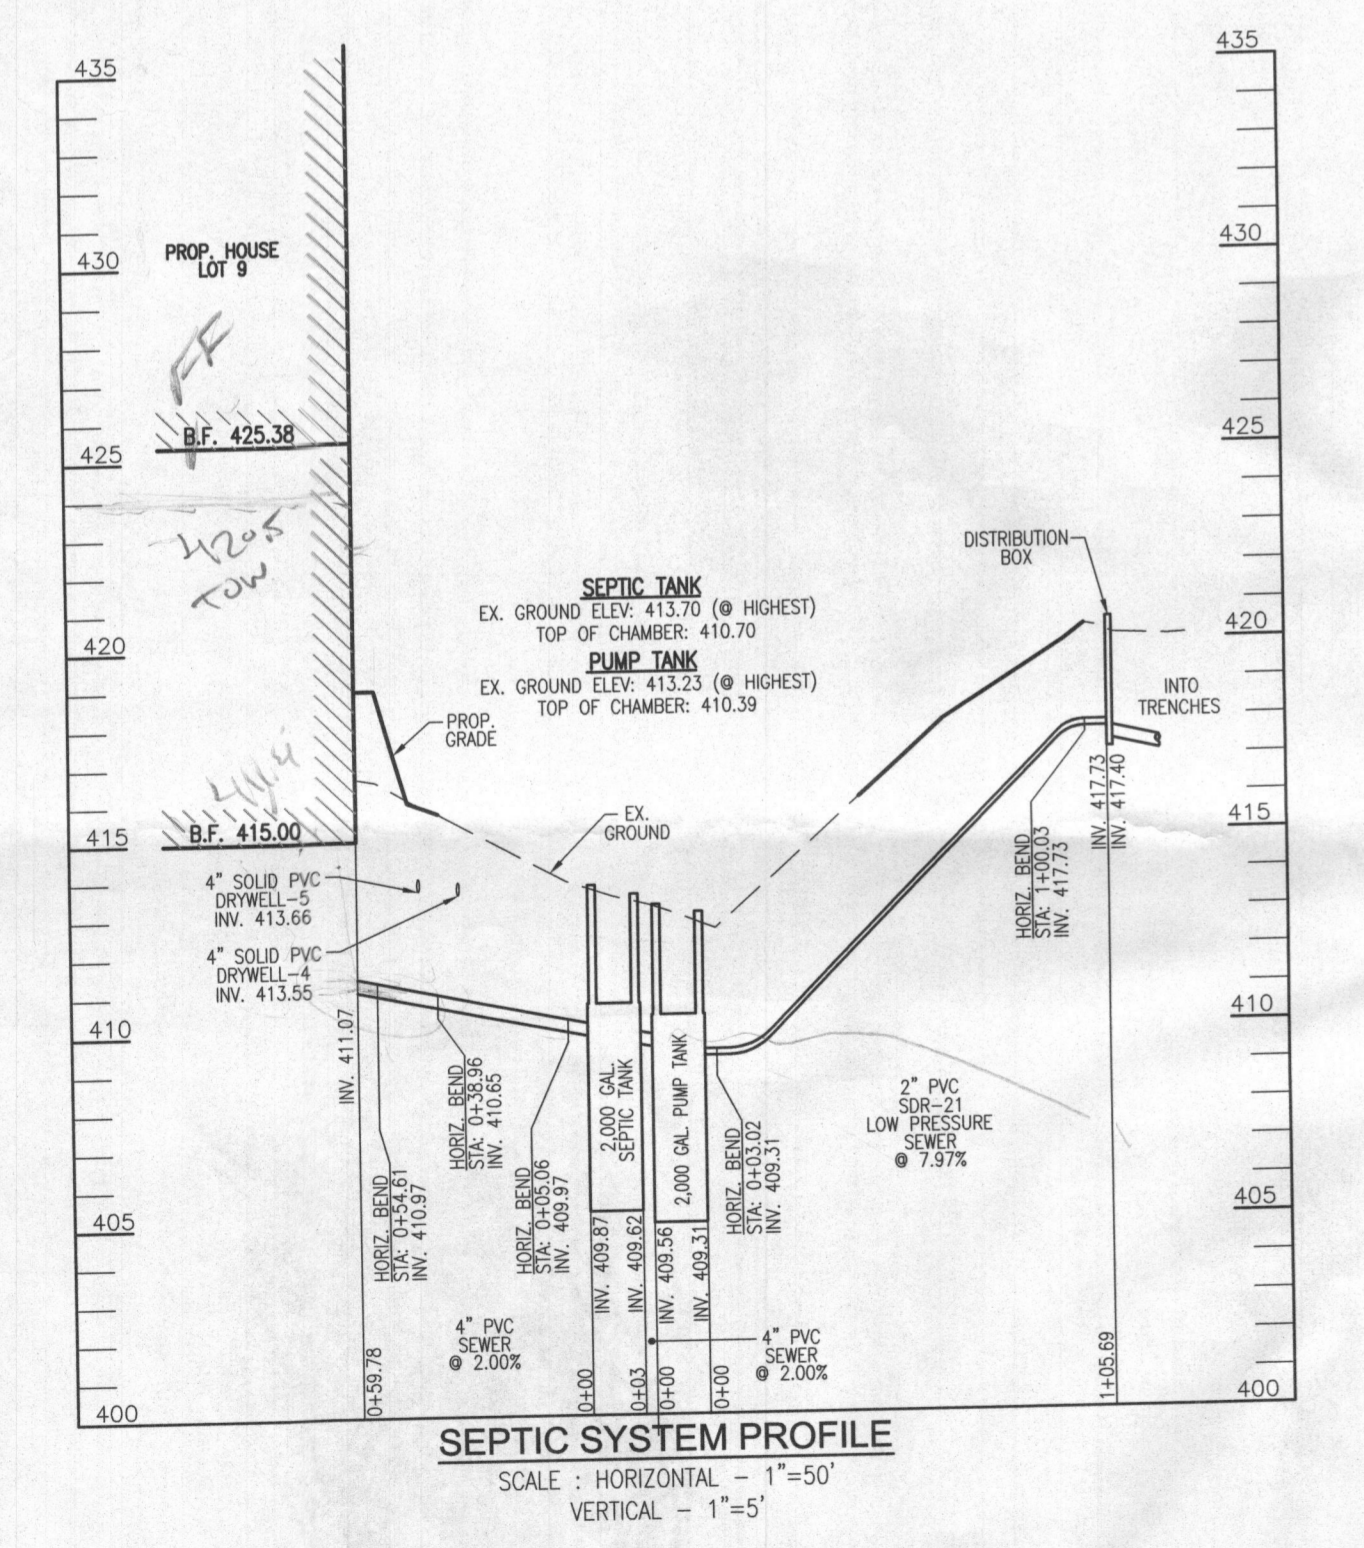 435
430
425
420
415
410
405
400
PROP. HOUSE
LOT 9
FF
B.F. 425.38
420.5
TOW
B.F. 415.00
4" SOLID PVC
DRYWELL-5
INV. 413.66
4" SOLID PVC
DRYWELL-4
INV. 413.55
PROP.
GRADE
SEPTIC TANK
EX. GROUND ELEV: 413.70 (@ HIGHEST)
TOP OF CHAMBER: 410.70
PUMP TANK
EX. GROUND ELEV: 413.23 (@ HIGHEST)
TOP OF CHAMBER: 410.39
EX.
GROUND
DISTRIBUTION
BOX
INTO
TRENCHES
INV. 417.73
INV. 417.40
HORIZ. BEND
STA: 1+00.03
INV. 417.73
INV. 411.07
HORIZ. BEND
STA: 0+54.61
INV. 410.97
HORIZ. BEND
STA: 0+38.96
INV. 410.65
HORIZ. BEND
STA: 0+05.06
INV. 409.97
2,000 GAL.
SEPTIC TANK
2,000 GAL PUMP TANK
INV. 409.87
INV. 409.62
INV. 409.56
INV. 409.31
HORIZ. BEND
STA: 0+03.02
INV. 409.31
2" PVC
SDR-21
LOW PRESSURE
SEWER
@ 7.97%
4" PVC
SEWER
@ 2.00%
4" PVC
SEWER
@ 2.00%
0+59.78
0+00
0+03
0+00
0+00
1+05.69
435
430
425
420
415
410
405
400
SEPTIC SYSTEM PROFILE
SCALE : HORIZONTAL - 1"=50'
VERTICAL - 1"=5'